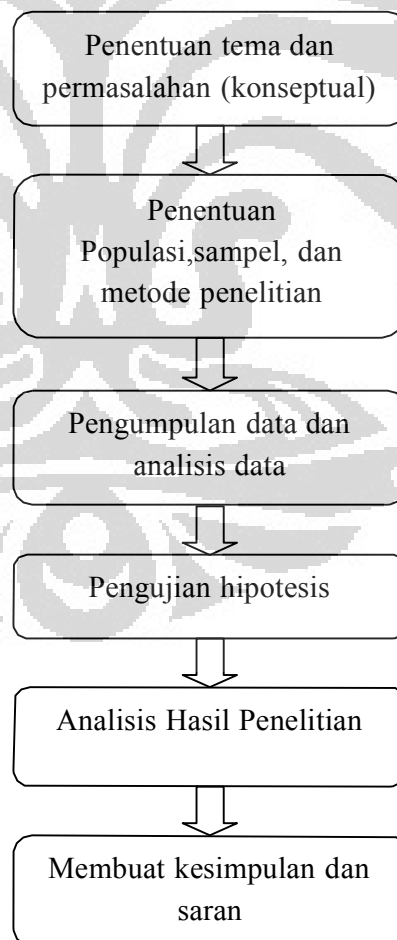 Penentuan tema dan
permasalahan (konseptual)
Penentuan
Populasi,sampel, dan
metode penelitian
Pengumpulan data dan
analisis data
Pengujian hipotesis
Analisis Hasil Penelitian
Membuat kesimpulan dan
saran